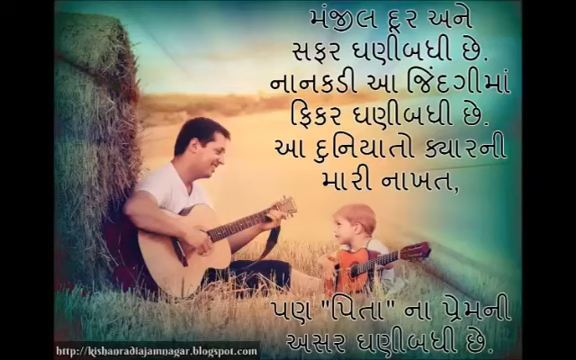 મંજીલ દૂર અને
સફર ઘણીબધી છે.
નાનકડી આ જિંદગીમાં
ફિકર ઘણીબધી છે.
આ દુનિયાતો ક્યારની
મારી નાખત,
પણ "પિતા" ના પ્રેમની
અસર ઘણીબધી છે.
http://kishanradiajamnagar.blogspot.com